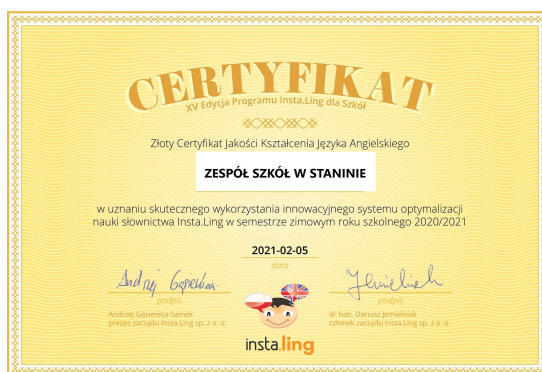 CERTYFIKAT
XV Edycja Programu Insta.Ling dla Szkół
Złoty Certyfikat Jakości Kształcenia Języka Angielskiego
ZESPÓŁ SZKÓŁ W STANINIE
w uznaniu skutecznego wykorzystania innowacyjnego systemu optymalizacji
nauki słownictwa Insta.Ling w semestrze zimowym roku szkolnego 2020/2021
2021-02-05
data
podpis
podpis
Andrzej Gąsienica-Samek
prezes zarządu Insta.Ling sp. z o. o.
dr hab. Dariusz Jemielniak
członek zarządu Insta.Ling sp. z o. o.
insta.ling